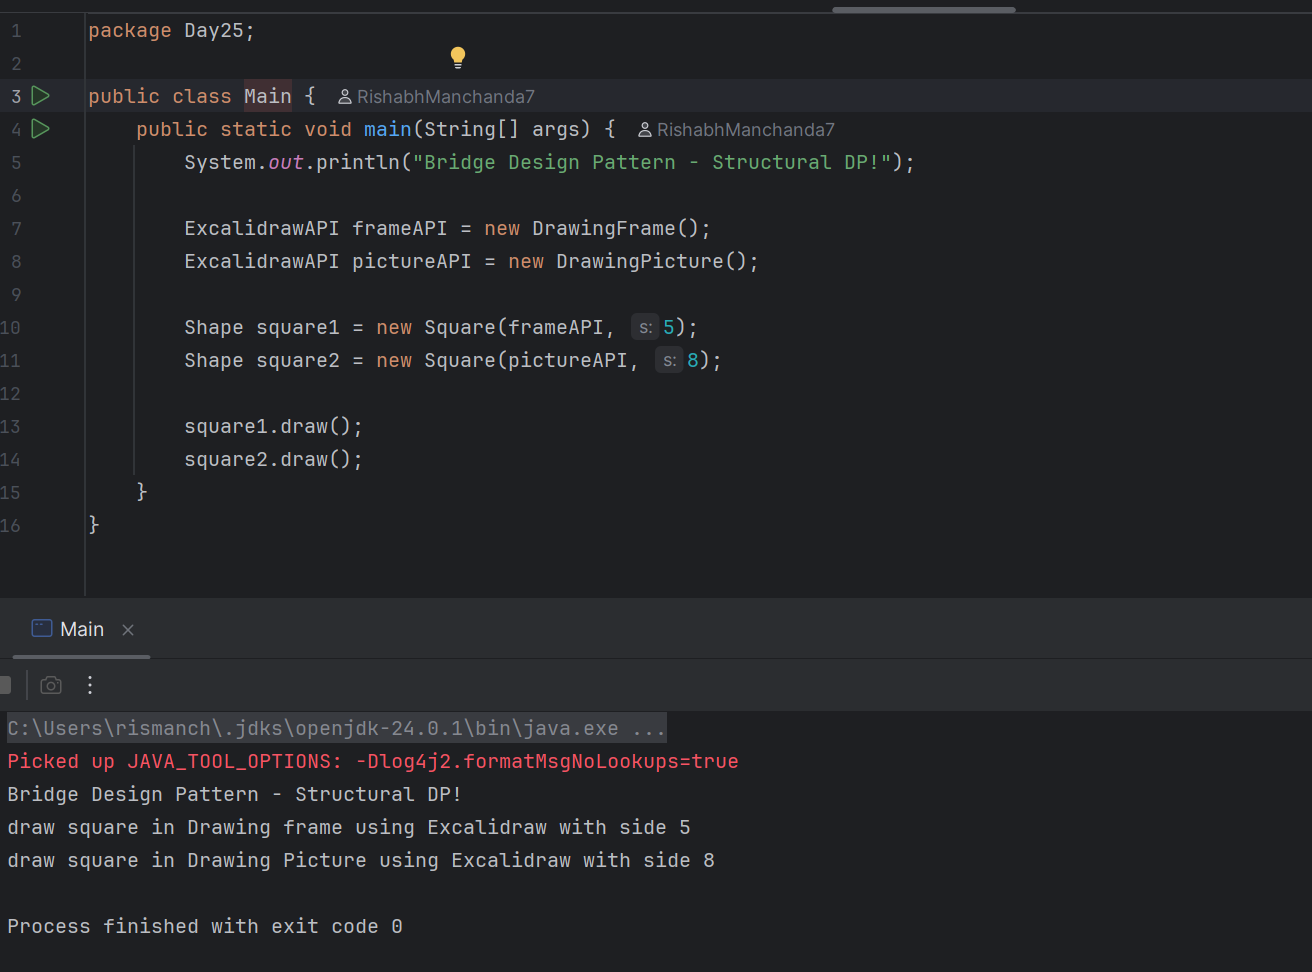 1 package Day25;
2
3 public class Main { RishabhManchanda7
4 public static void main(String[] args) { RishabhManchanda7
5 System.out.println("Bridge Design Pattern - Structural DP!");
6
7 ExcalidrawAPI frameAPI = new DrawingFrame();
8 ExcalidrawAPI pictureAPI = new DrawingPicture();
9
10 Shape square1 = new Square(frameAPI, s: 5);
11 Shape square2 = new Square(pictureAPI, s: 8);
12
13 square1.draw();
14 square2.draw();
15 }
16 }
Main
C:\Users\rismanch\.jdks\openjdk-24.0.1\bin\java.exe ...
Picked up JAVA_TOOL_OPTIONS: -Dlog4j2.formatMsgNoLookups=true
Bridge Design Pattern - Structural DP!
draw square in Drawing frame using Excalidraw with side 5
draw square in Drawing Picture using Excalidraw with side 8
Process finished with exit code 0